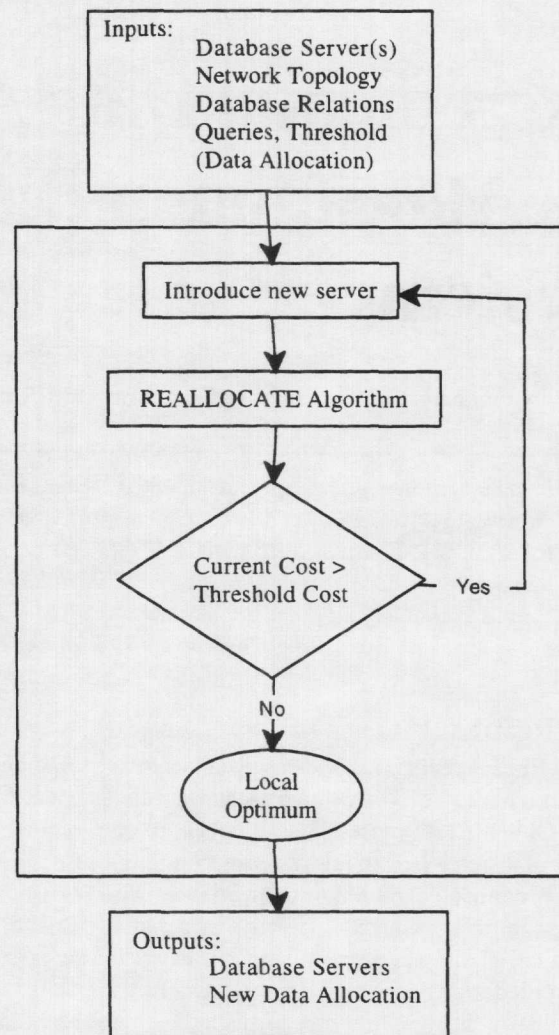 Inputs:
Database Server(s)
Network Topology
Database Relations
Queries, Threshold
(Data Allocation)
Introduce new server
REALLOCATE Algorithm
Current Cost >
Threshold Cost
Yes
No
Local
Optimum
Outputs:
Database Servers
New Data Allocation